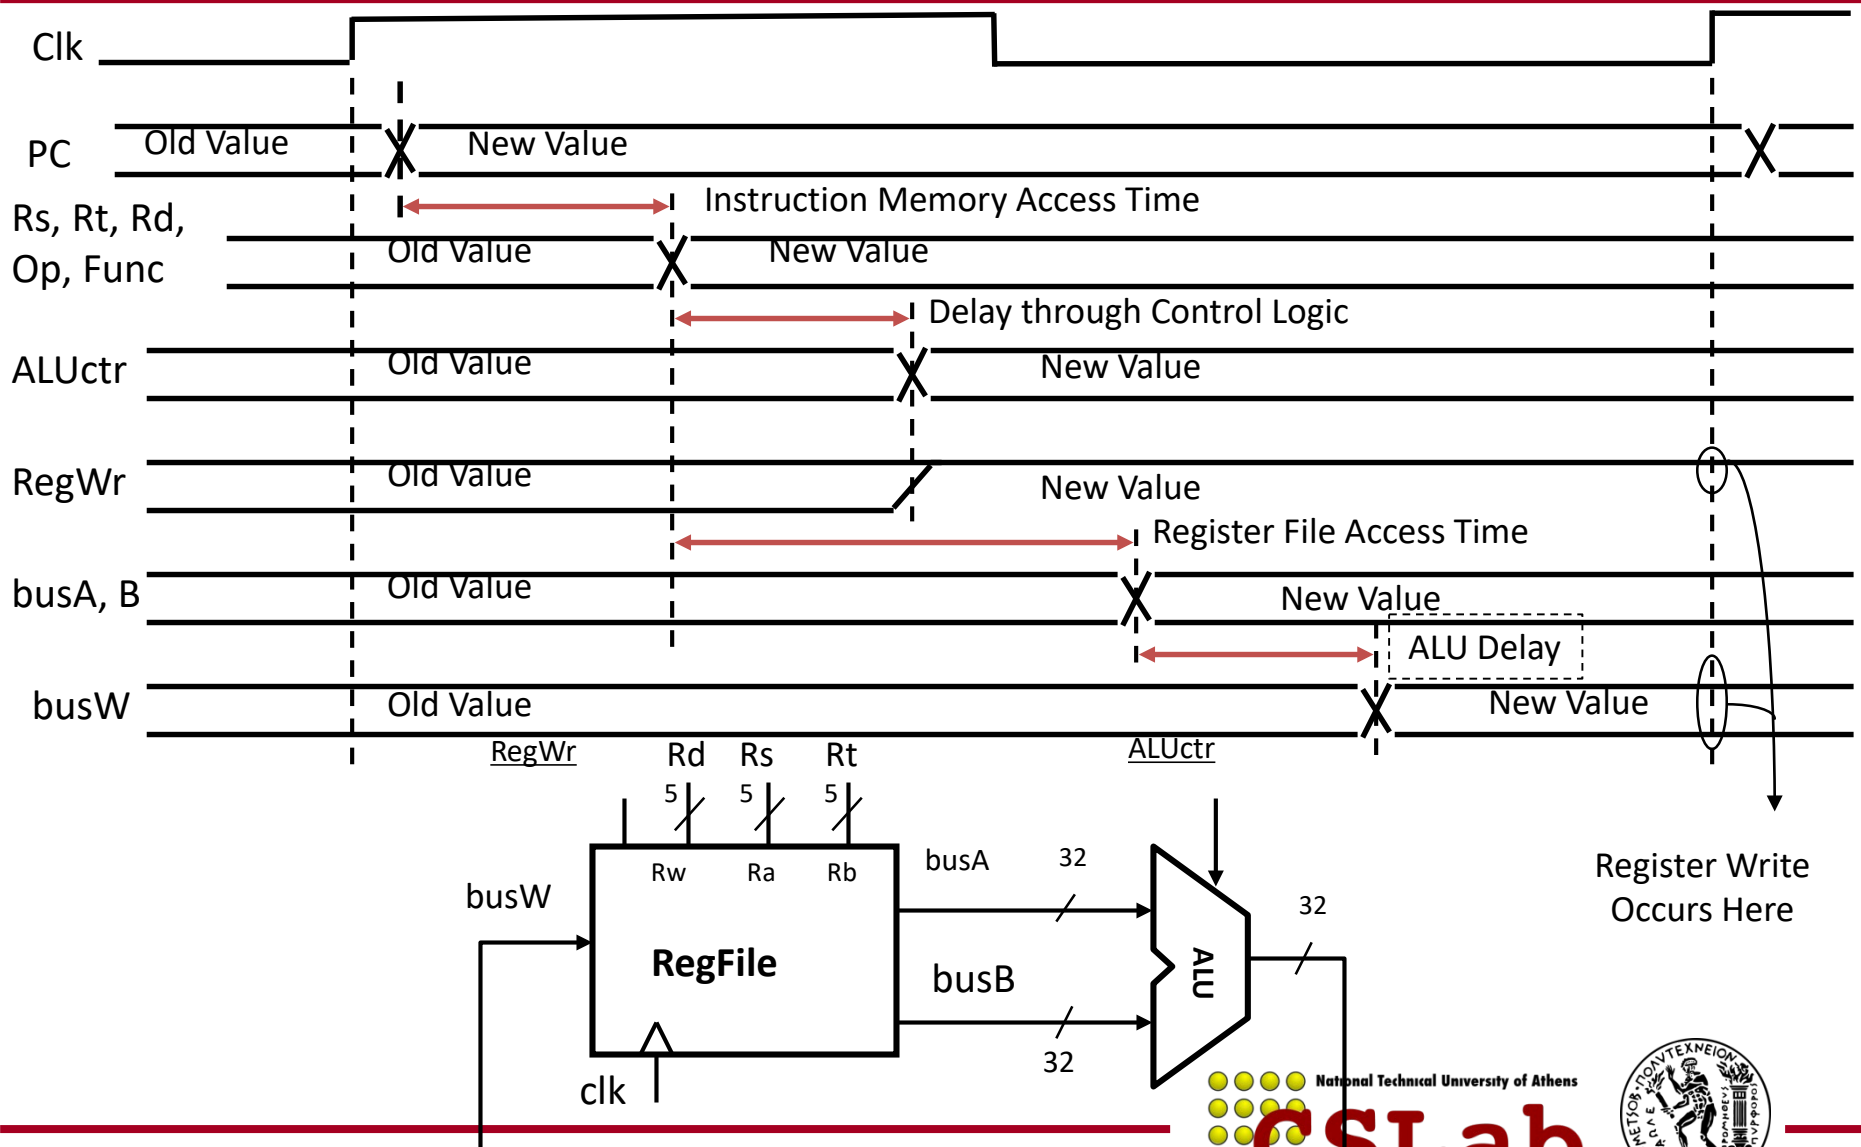 Clk
PC
Old Value
New Value
Instruction Memory Access Time
Rs, Rt, Rd,
Op, Func
Old Value
New Value
Delay through Control Logic
ALUctr
Old Value
New Value
RegWr
Old Value
New Value
Register File Access Time
busA, B
Old Value
New Value
ALU Delay
busW
Old Value
New Value
RegWr
Rd
Rs
Rt
ALUctr
5
5
5
Rw
Ra
Rb
busA
32
busW
RegFile
busB
32
ALU
32
clk
Register Write
Occurs Here
National Technical University of Athens
CSLab